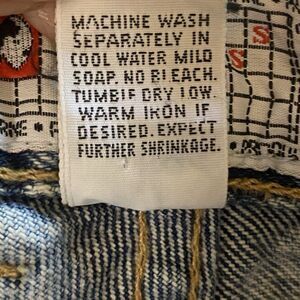 MACHINE WASH
SEPARATELY IN
COOL WATER MILD
SOAP. NO BLEACH.
TUMBLE DRY LOW.
WARM IRON IF
DESIRED. EXPECT
FURTHER SHRINKAGE.
S
S